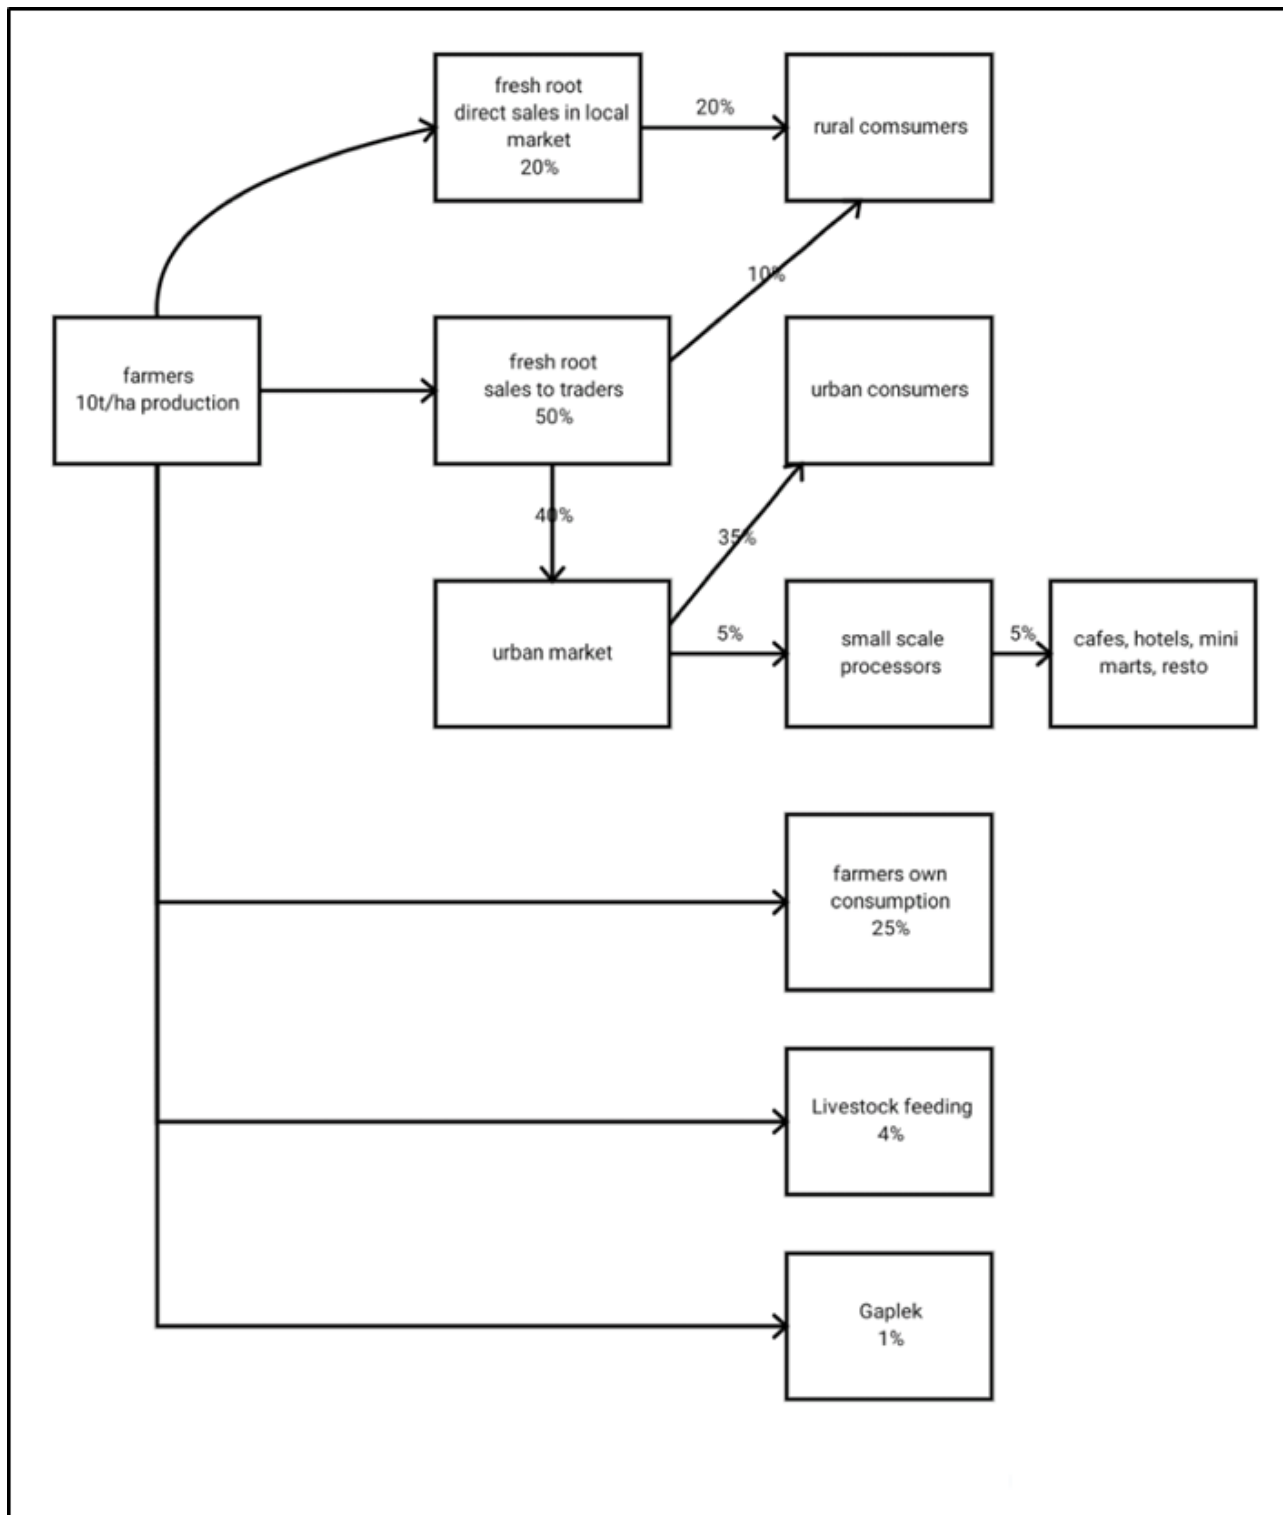 fresh root
direct sales in local
market
20%
20%
rural comsumers
10%
farmers
10t/ha production
fresh root
sales to traders
50%
urban consumers
40%
35%
urban market
5%
small scale
processors
5%
cafes, hotels, mini
marts, resto
farmers own
consumption
25%
Livestock feeding
4%
Gaplek
1%